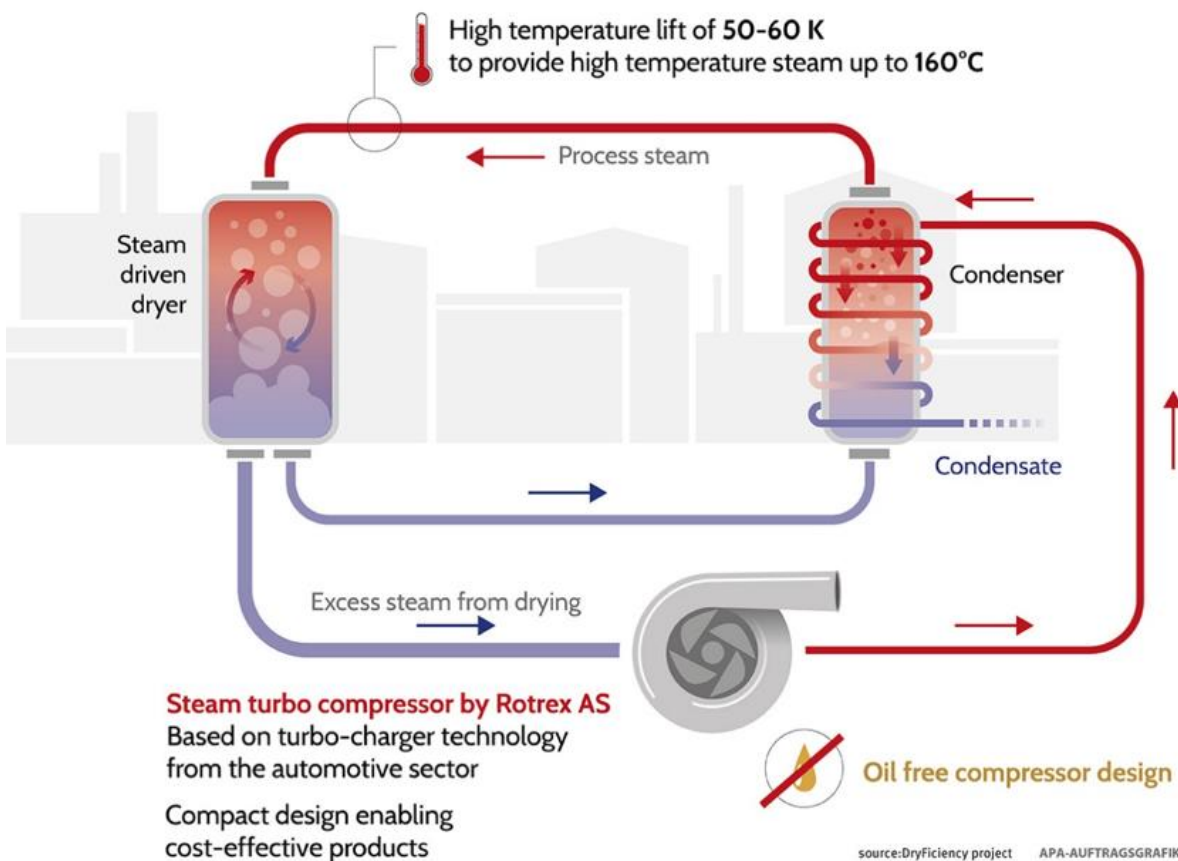 High temperature lift of 50-60 K
to provide high temperature steam up to 160°C
Process steam
Steam
driven
dryer
Condenser
Condensate
Excess steam from drying
Steam turbo compressor by Rotrex AS
Based on turbo-charger technology
from the automotive sector
Compact design enabling
cost-effective products
Oil free compressor design
source:DryFiciency project APA-AUFTRAGSGRAFIK